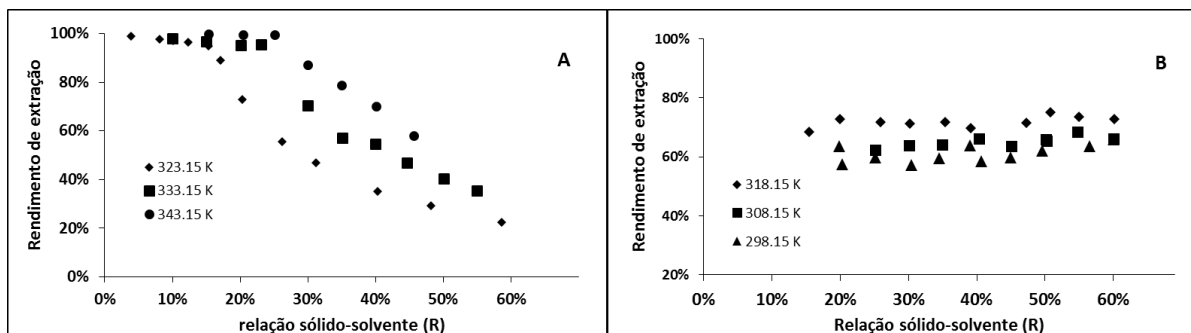 A
Rendimento de extração
100%
80%
60%
40%
20%
0%
323.15 K
333.15 K
343.15 K
0% 10% 20% 30% 40% 50% 60%
relação sólido-solvente (R)
B
Rendimento de extração
100%
80%
60%
40%
20%
318.15 K
308.15 K
298.15 K
0% 10% 20% 30% 40% 50% 60%
Relação sólido-solvente (R)